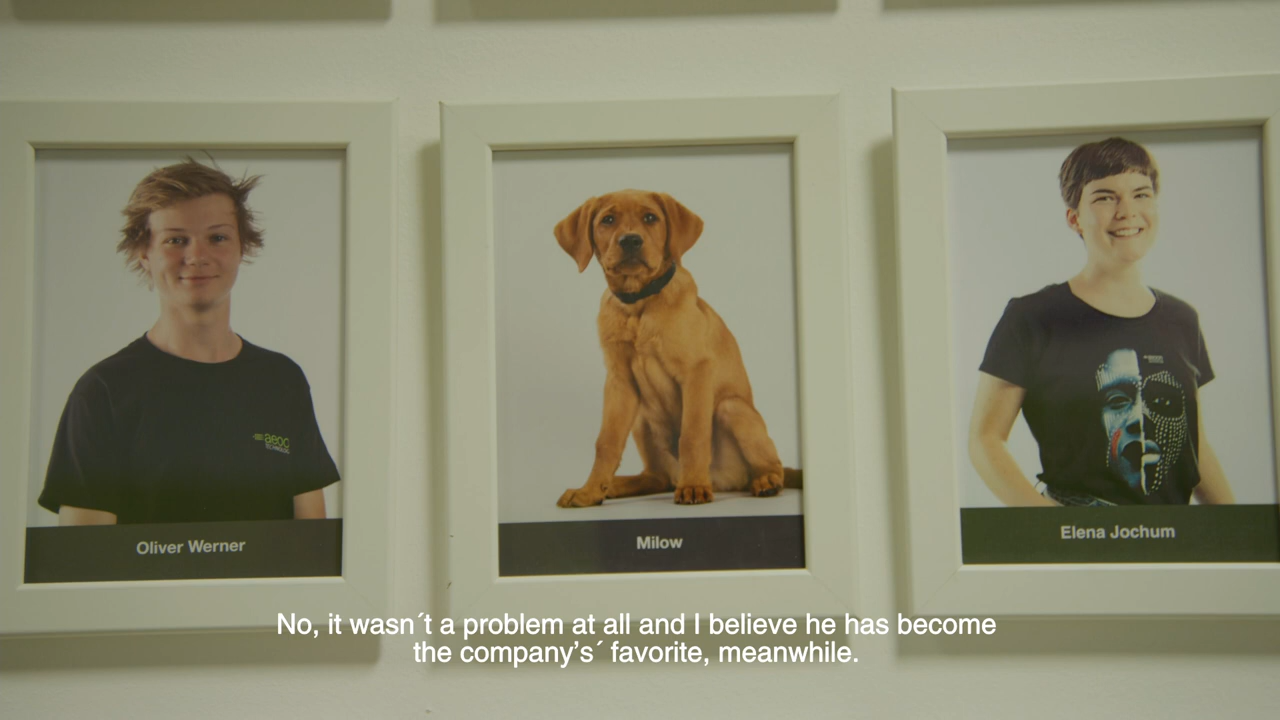 aeoo
Oliver Werner
Milow
Elena Jochum
No, it wasn´t a problem at all and I believe he has become
the company’s´ favorite, meanwhile.